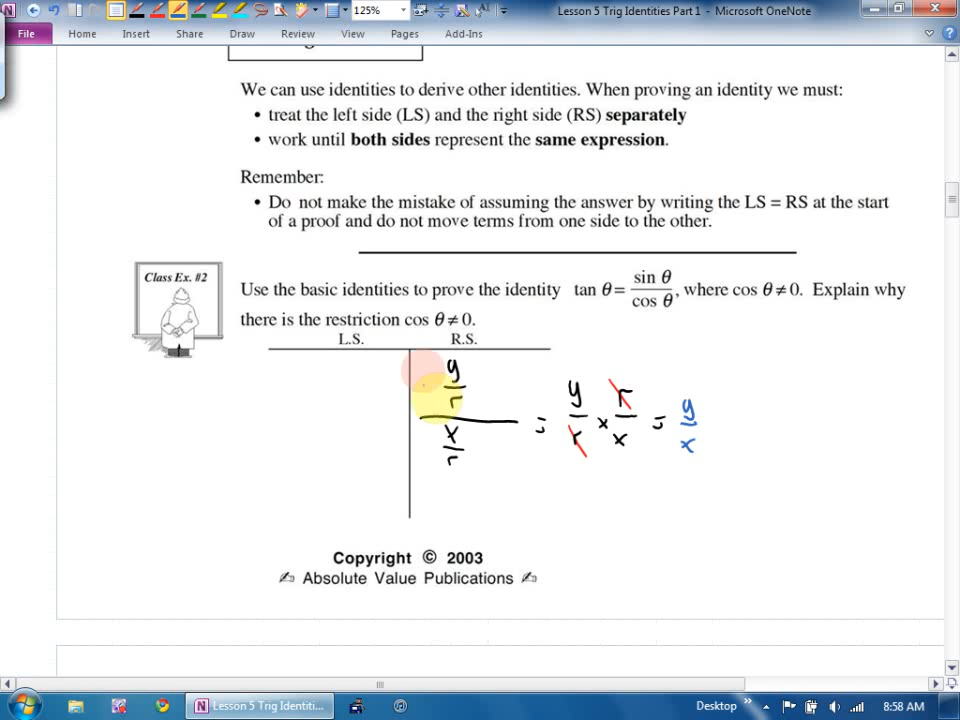 Lesson 5 Trig Identities Part 1 - Microsoft OneNote
125%
File Home Insert Share Draw Review View Pages Add-Ins
We can use identities to derive other identities. When proving an identity we must:
• treat the left side (LS) and the right side (RS) separately
• work until both sides represent the same expression.
Remember:
• Do not make the mistake of assuming the answer by writing the LS = RS at the start
of a proof and do not move terms from one side to the other.
Class Ex. #2
Use the basic identities to prove the identity tan θ = sin θ / cos θ, where cos θ ≠ 0. Explain why
there is the restriction cos θ ≠ 0.
L.S. R.S.
y/r / x/r = y/r × r/x = y/x
Copyright © 2003
✍ Absolute Value Publications ✍
Lesson 5 Trig Identiti...
Desktop
8:58 AM